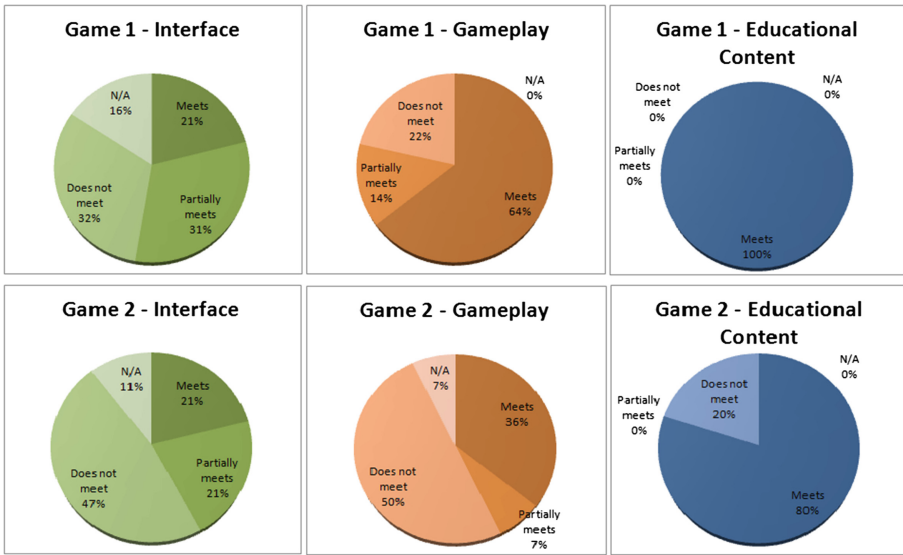 Game 1 - Interface
N/A
16%
Meets
21%
Does not
meet
32%
Partially
meets
31%
Game 1 - Gameplay
N/A
0%
Does not
meet
22%
Partially
meets
14%
Meets
64%
Game 1 - Educational
Content
N/A
0%
Does not
meet
0%
Partially
meets
0%
Meets
100%
Game 2 - Interface
N/A
11%
Meets
21%
Partially
meets
21%
Does not
meet
47%
Game 2 - Gameplay
N/A
7%
Meets
36%
Does not
meet
50%
Partially
meets
7%
Game 2 - Educational
Content
N/A
0%
Does not
meet
20%
Partially
meets
0%
Meets
80%